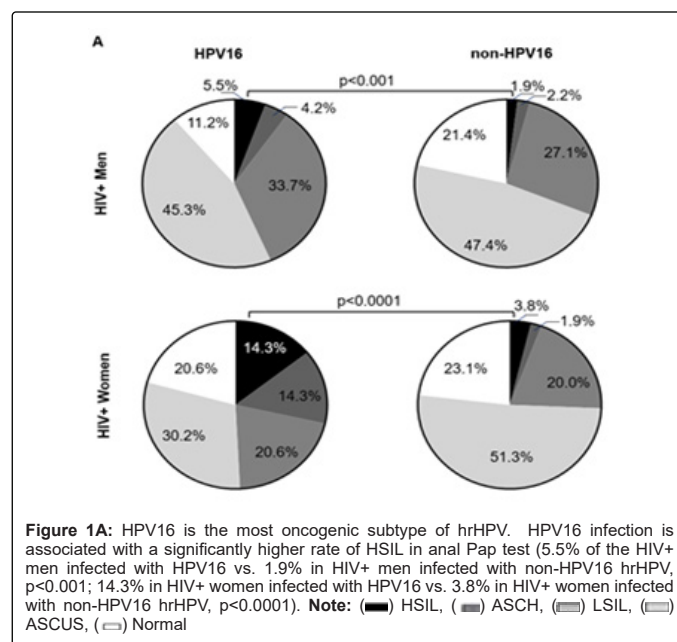 A
HPV16 non-HPV16
p<0.001
5.5% 1.9%
4.2% 2.2%
11.2% 21.4%
33.7% 27.1%
HIV+ Men
45.3% 47.4%
p<0.0001
3.8%
1.9%
14.3%
20.6% 23.1%
14.3% 20.0%
HIV+ Women
30.2%
20.6% 51.3%
Figure 1A: HPV16 is the most oncogenic subtype of hrHPV. HPV16 infection is
associated with a significantly higher rate of HSIL in anal Pap test (5.5% of the HIV+
men infected with HPV16 vs. 1.9% in HIV+ men infected with non-HPV16 hrHPV,
p<0.001; 14.3% in HIV+ women infected with HPV16 vs. 3.8% in HIV+ women infected
with non-HPV16 hrHPV, p<0.0001). Note: ( ) HSIL, ( ) ASCH, ( ) LSIL, ( )
ASCUS, ( ) Normal